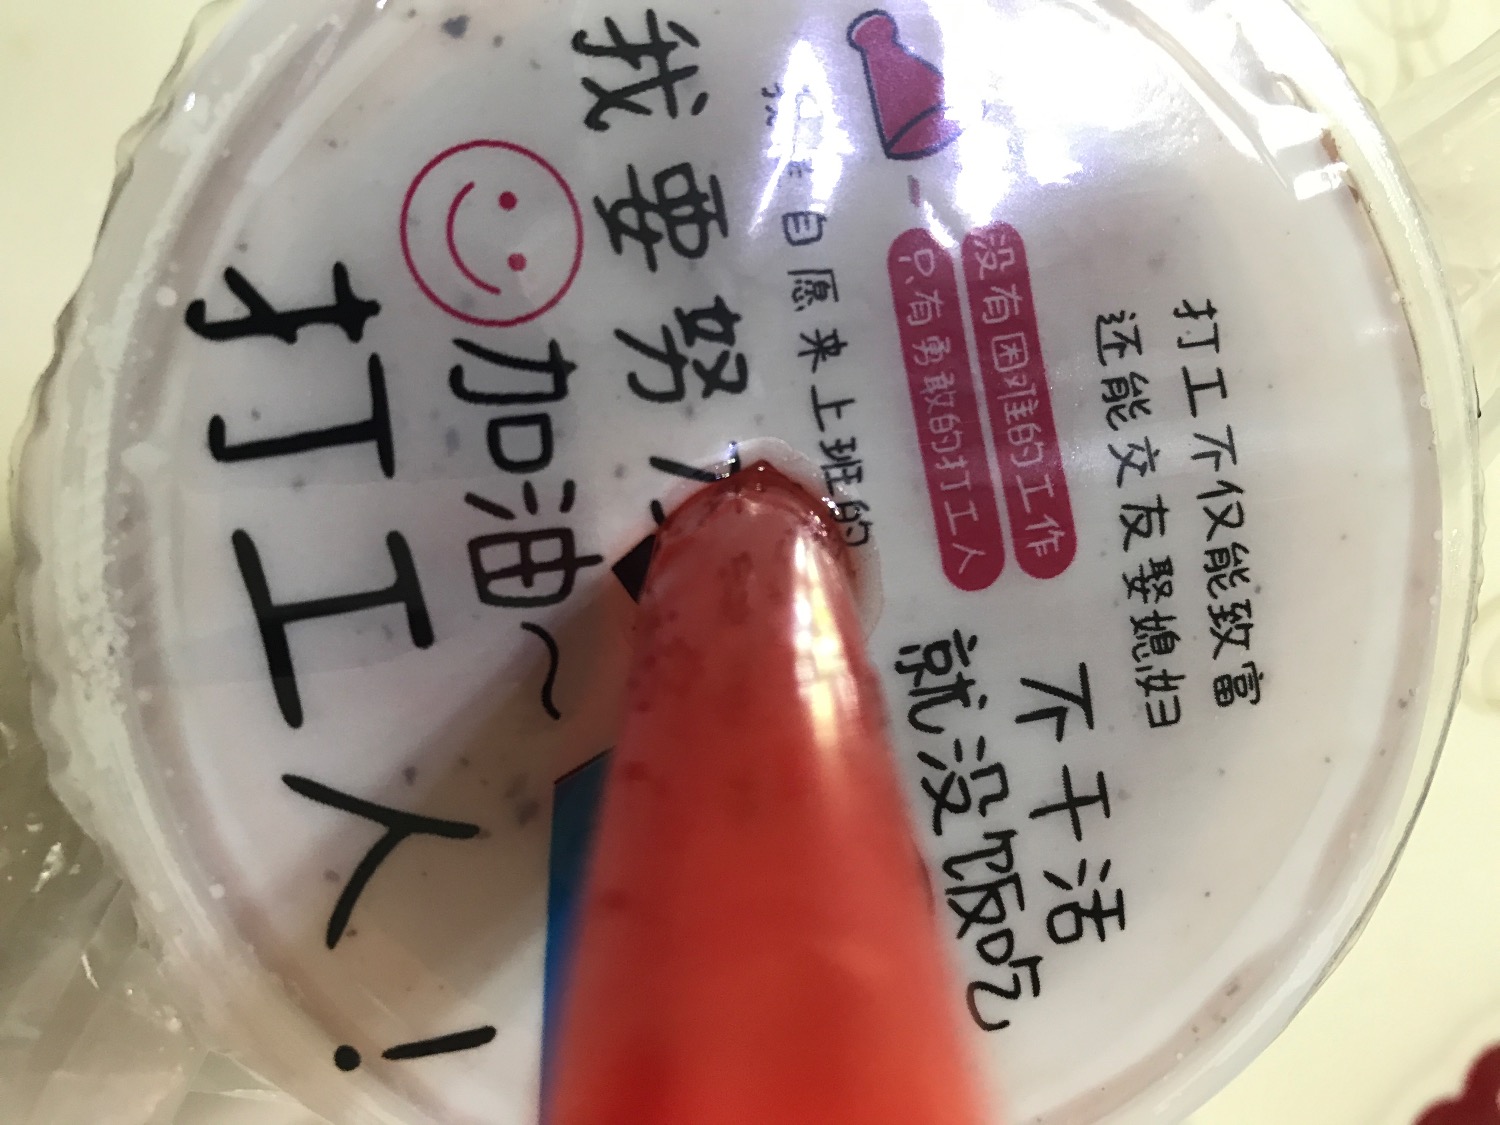 打工不仅能致富
还能交友娶媳妇
没有困难的工作
只有勇敢的打工人
不干活
就没饭吃
自愿来上班的
我要努
加油~
打工人!